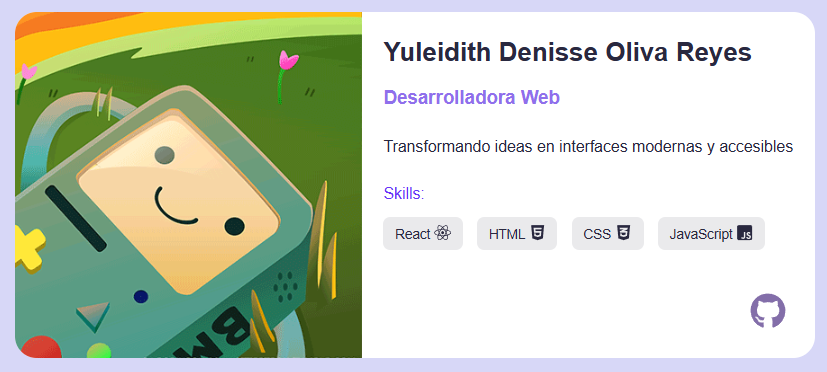 Yuleidith Denisse Oliva Reyes
Desarrolladora Web
Transformando ideas en interfaces modernas y accesibles
Skills:
React
HTML
CSS
JavaScript JS
BM